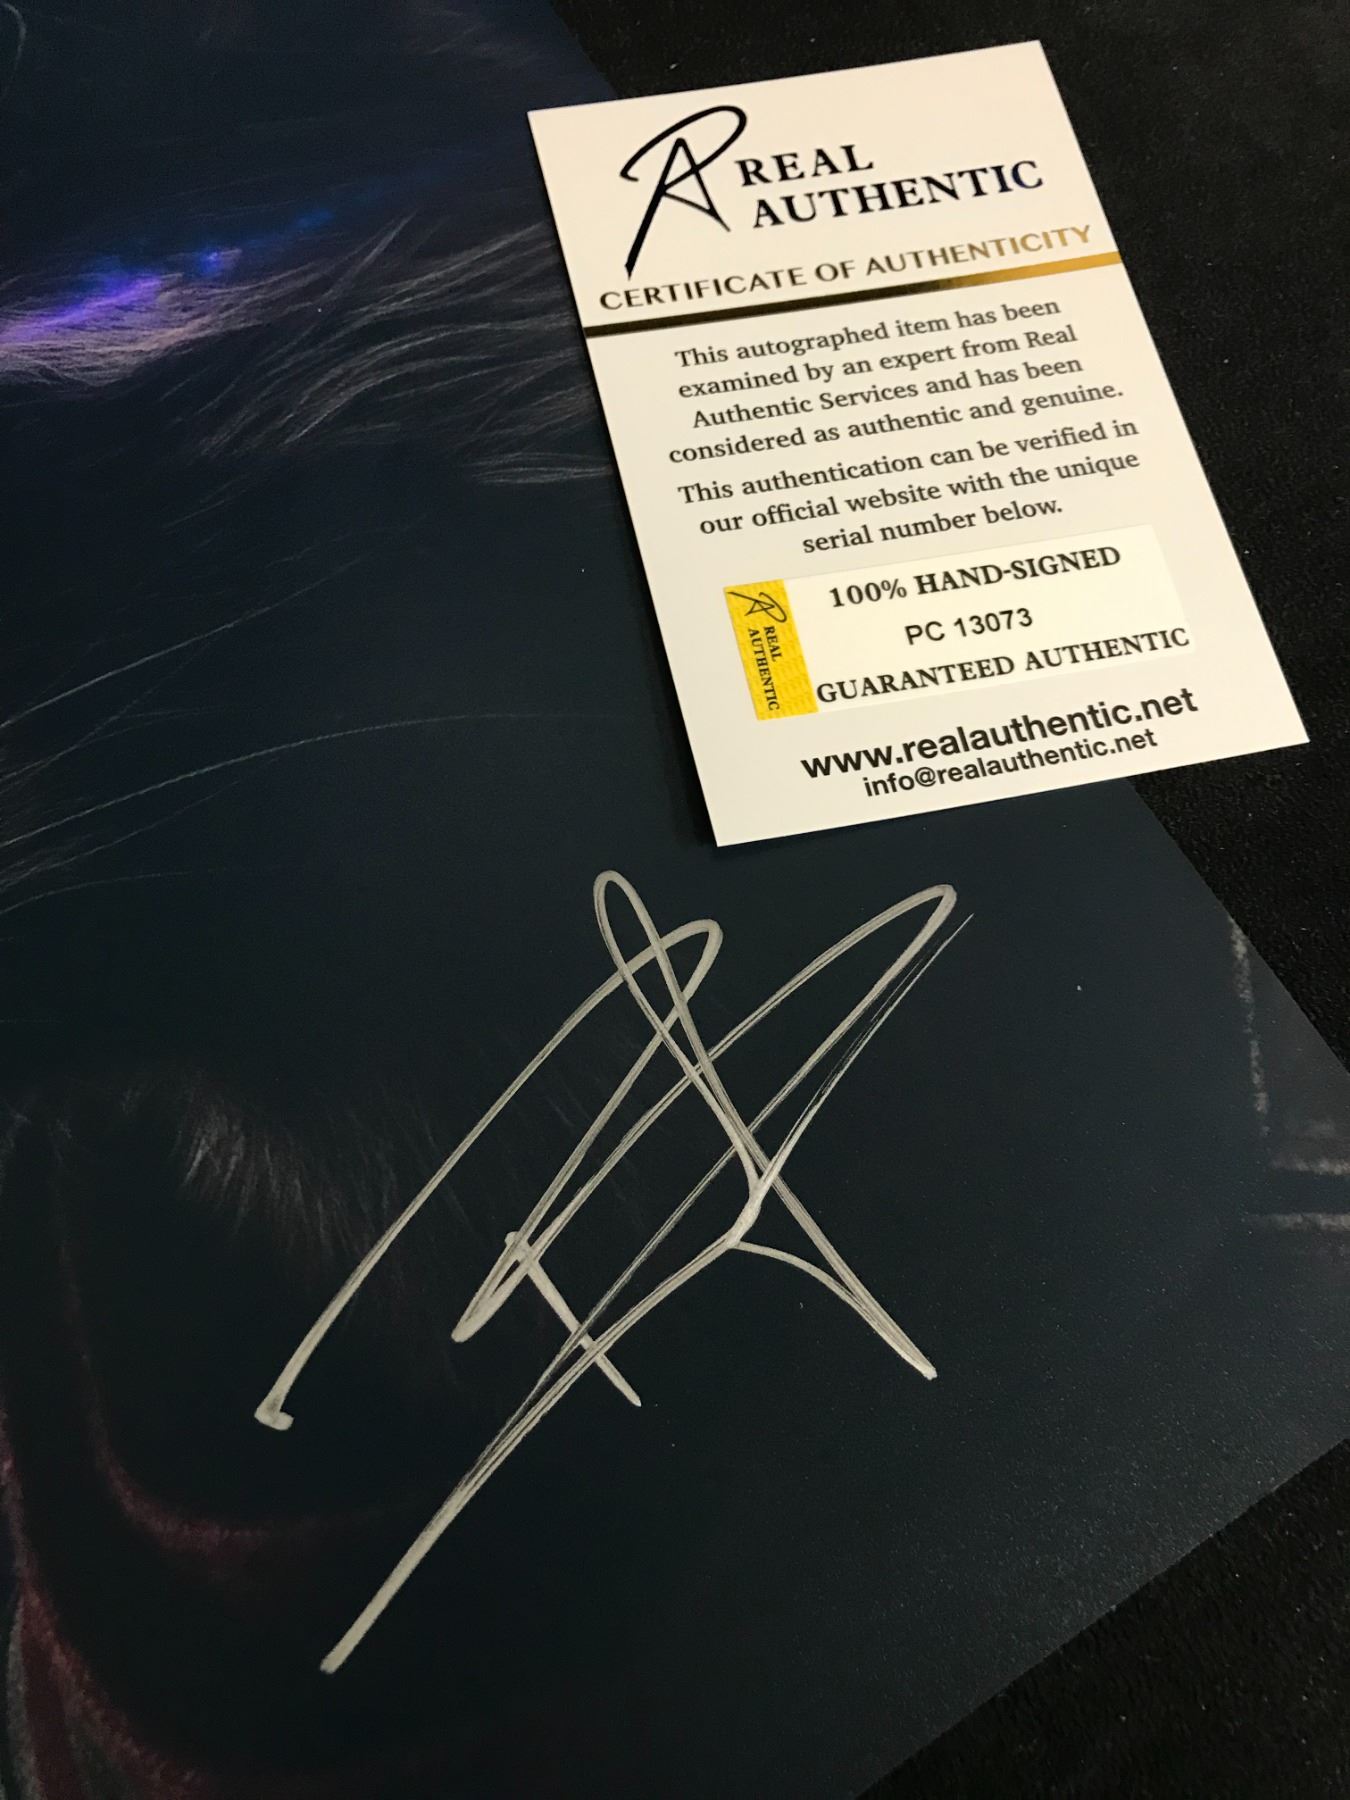 REAL
AUTHENTIC
CERTIFICATE OF AUTHENTICITY
This autographed item has been
examined by an expert from Real
Authentic Services and has been
considered as authentic and genuine.
This authentication can be verified in
our official website with the unique
serial number below.
REAL
AUTHENTIC
100% HAND-SIGNED
PC 13073
GUARANTEED AUTHENTIC
www.realauthentic.net
info@realauthentic.net